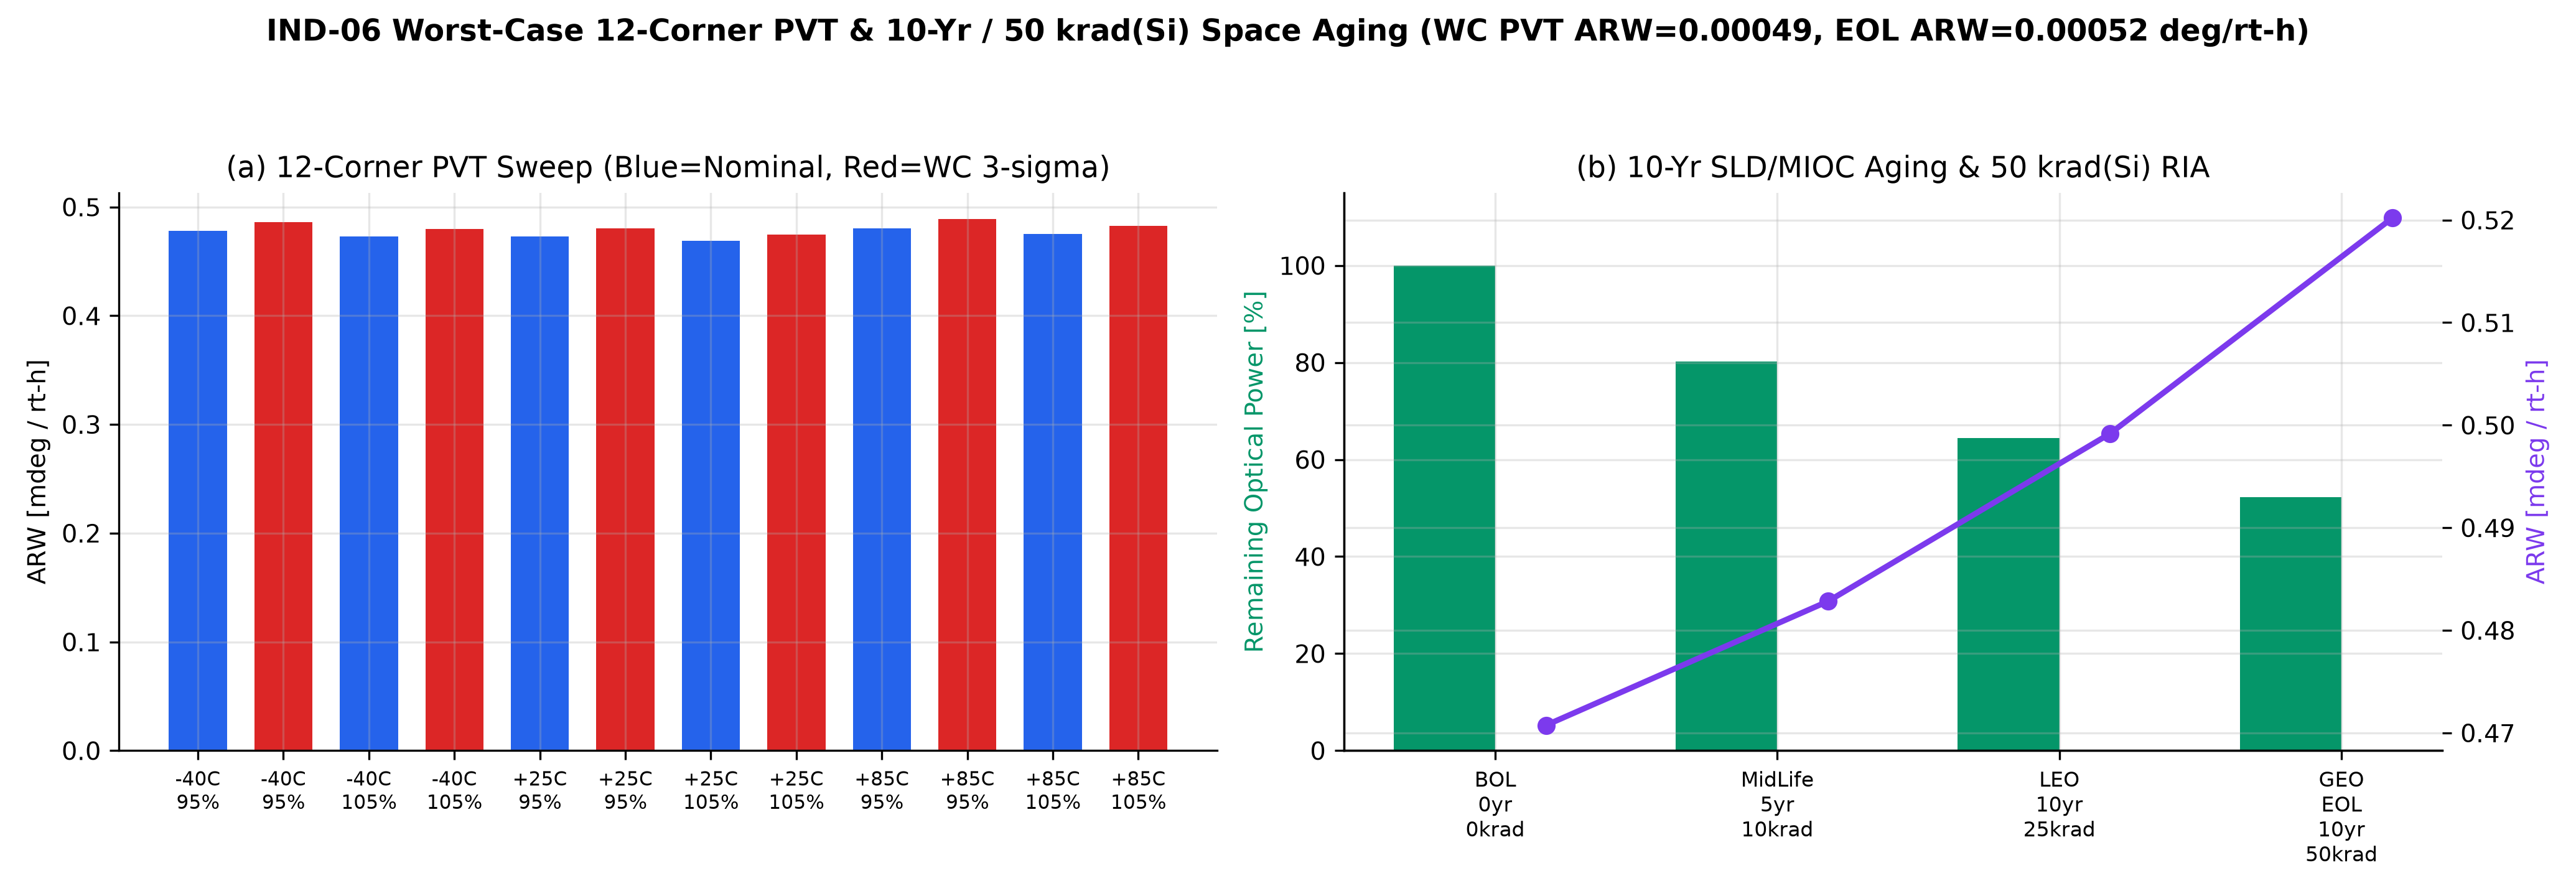 IND-06 Worst-Case 12-Corner PVT & 10-Yr / 50 krad(Si) Space Aging (WC PVT ARW=0.00049, EOL ARW=0.00052 deg/rt-h)
(a) 12-Corner PVT Sweep (Blue=Nominal, Red=WC 3-sigma)
ARW [mdeg / rt-h]
0.5
0.4
0.3
0.2
0.1
0.0
-40C -40C -40C -40C +25C +25C +25C +25C +85C +85C +85C +85C
95% 95% 105% 105% 95% 95% 105% 105% 95% 95% 105% 105%
(b) 10-Yr SLD/MIOC Aging & 50 krad(Si) RIA
Remaining Optical Power [%]
100
80
60
40
20
0
BOL
0yr
0krad
MidLife
5yr
10krad
LEO
10yr
25krad
GEO
EOL
10yr
50krad
0.52
0.51
0.50
0.49
0.48
0.47
ARW [mdeg / rt-h]